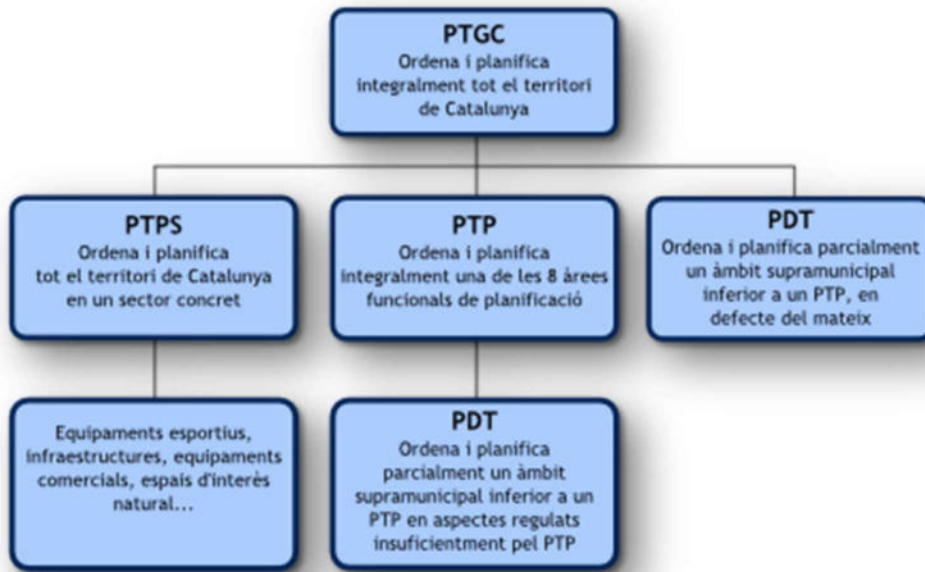 PTGC
Ordena i planifica
integralment tot el territori
de Catalunya
PTPS
Ordena i planifica
tot el territori de Catalunya
en un sector concret
PTP
Ordena i planifica
integralment una de les 8 àrees
funcionals de planificació
PDT
Ordena i planifica parcialment
un àmbit supramunicipal
inferior a un PTP, en
defecte del mateix
Equipaments esportius,
infraestructures, equipaments
comercials, espais d'interès
natural...
PDT
Ordena i planifica
parcialment un àmbit
supramunicipal inferior a un
PTP en aspectes regulats
insuficientment pel PTP